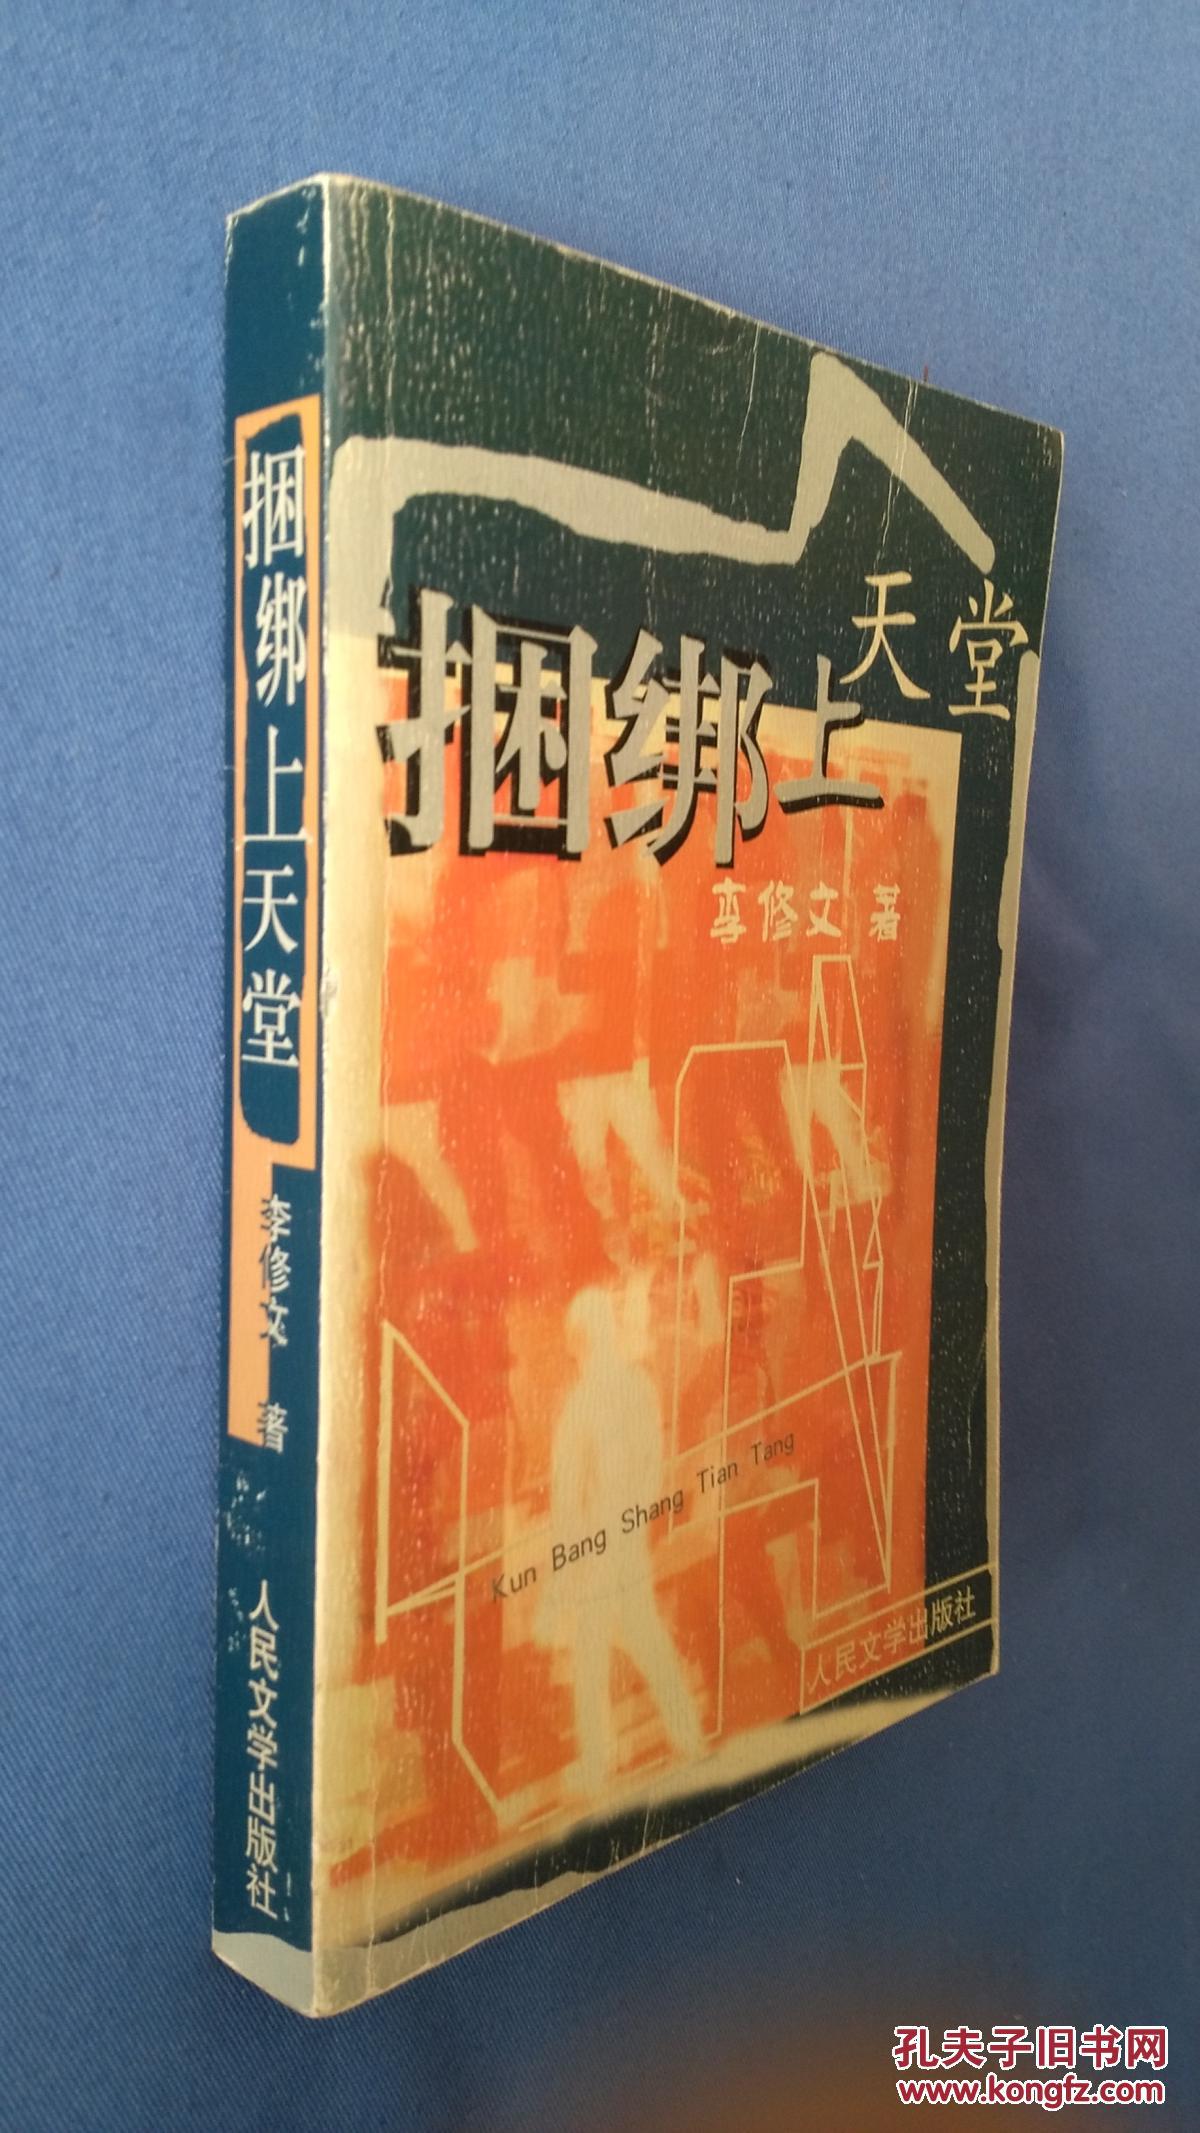 捆绑上天堂
李修文 著
人民文学出版社
天堂
捆绑上
李修文 著
Kun Bang Shang Tian Tang
人民文学出版社
孔夫子旧书网
www.kongfz.com